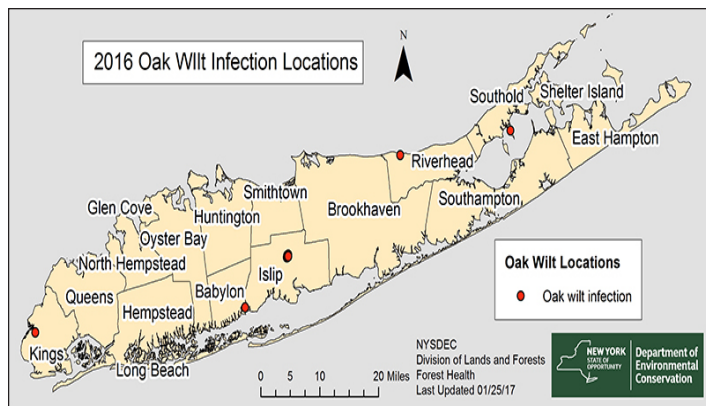 2016 Oak WIlt Infection Locations
N
Southold
Shelter Island
East Hampton
Riverhead
Southampton
Brookhaven
Smithtown
Huntington
Glen Cove
Oyster Bay
North Hempstead
Islip
Babylon
Queens
Hempstead
Kings
Long Beach
Oak Wilt Locations
Oak wilt infection
0 5 10 20 Miles
NYSDEC
Division of Lands and Forests
Forest Health
Last Updated 01/25/17
NEW YORK
STATE OF
OPPORTUNITY
Department of
Environmental
Conservation